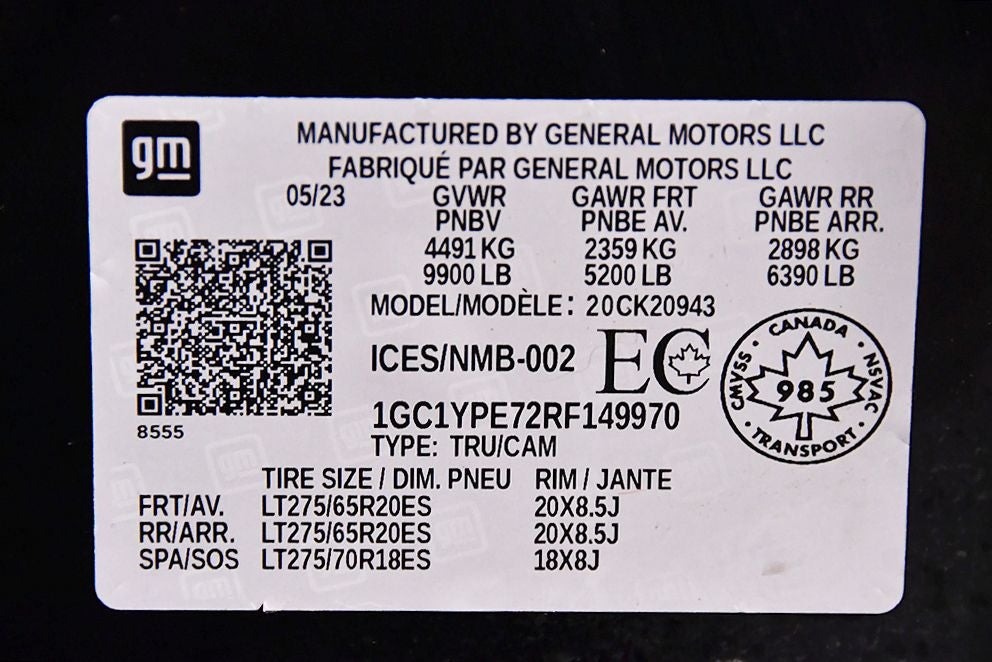 gm
MANUFACTURED BY GENERAL MOTORS LLC
FABRIQUÉ PAR GENERAL MOTORS LLC
05/23 GVWR GAWR FRT GAWR RR
PNBV PNBE AV. PNBE ARR.
4491 KG 2359 KG 2898 KG
9900 LB 5200 LB 6390 LB
MODEL/MODÈLE: 20CK20943
ICES/NMB-002 EC
CANADA
CMVSS 985 NSVAC
TRANSPORT
1GC1YPE72RF149970
8555
TYPE: TRU/CAM
TIRE SIZE / DIM. PNEU RIM / JANTE
FRT/AV. LT275/65R20ES 20X8.5J
RR/ARR. LT275/65R20ES 20X8.5J
SPA/SOS LT275/70R18ES 18X8J